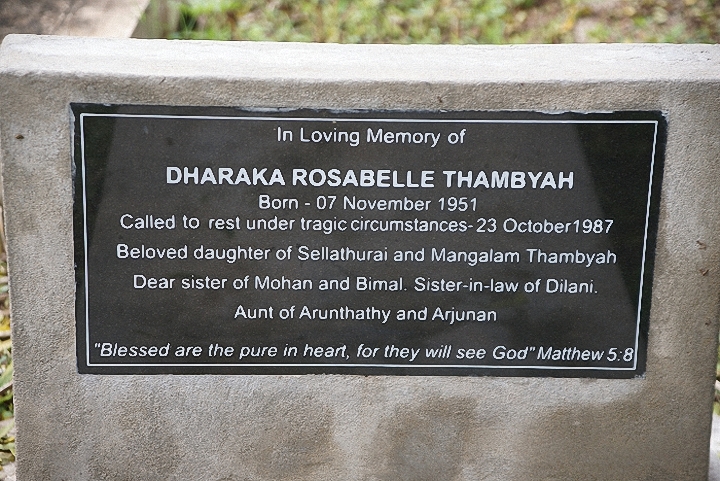 In Loving Memory of
DHARAKA ROSABELLE THAMBYAH
Born - 07 November 1951
Called to rest under tragic circumstances- 23 October1987
Beloved daughter of Sellathurai and Mangalam Thambyah
Dear sister of Mohan and Bimal. Sister-in-law of Dilani.
Aunt of Arunthathy and Arjunan
"Blessed are the pure in heart, for they will see God" Matthew 5:8